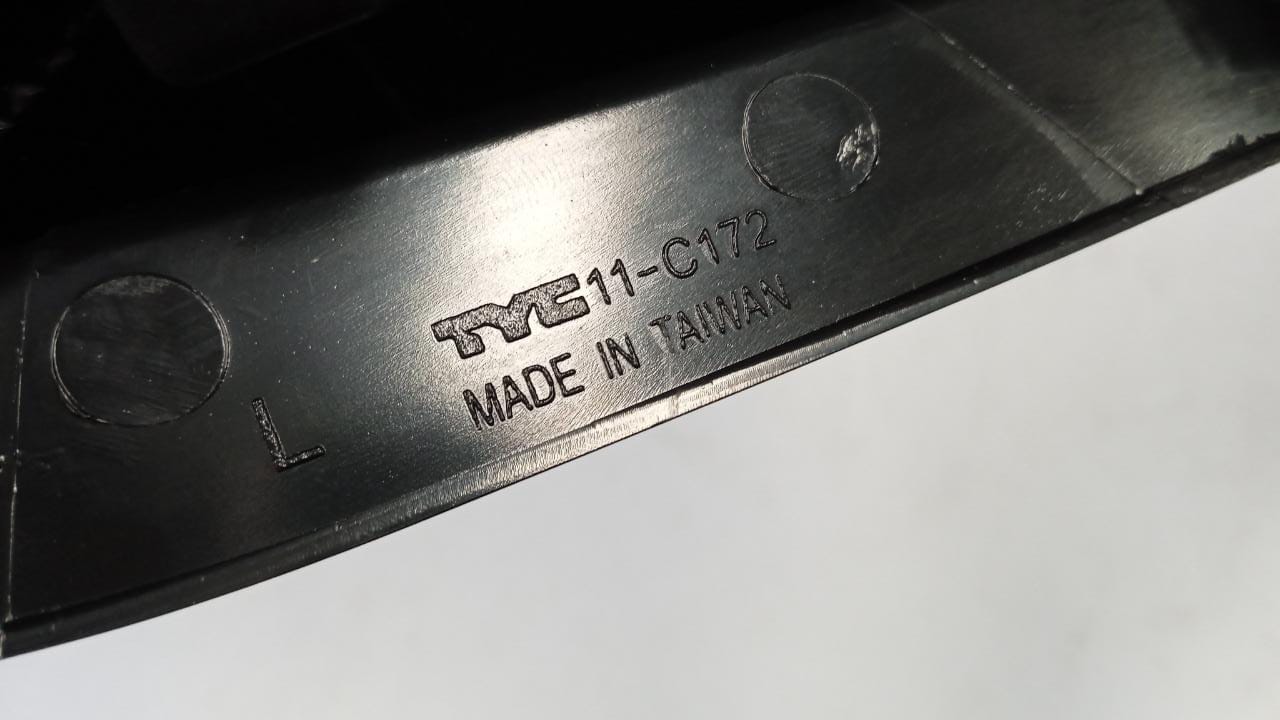 TYC 11-C172
MADE IN TAIWAN
L